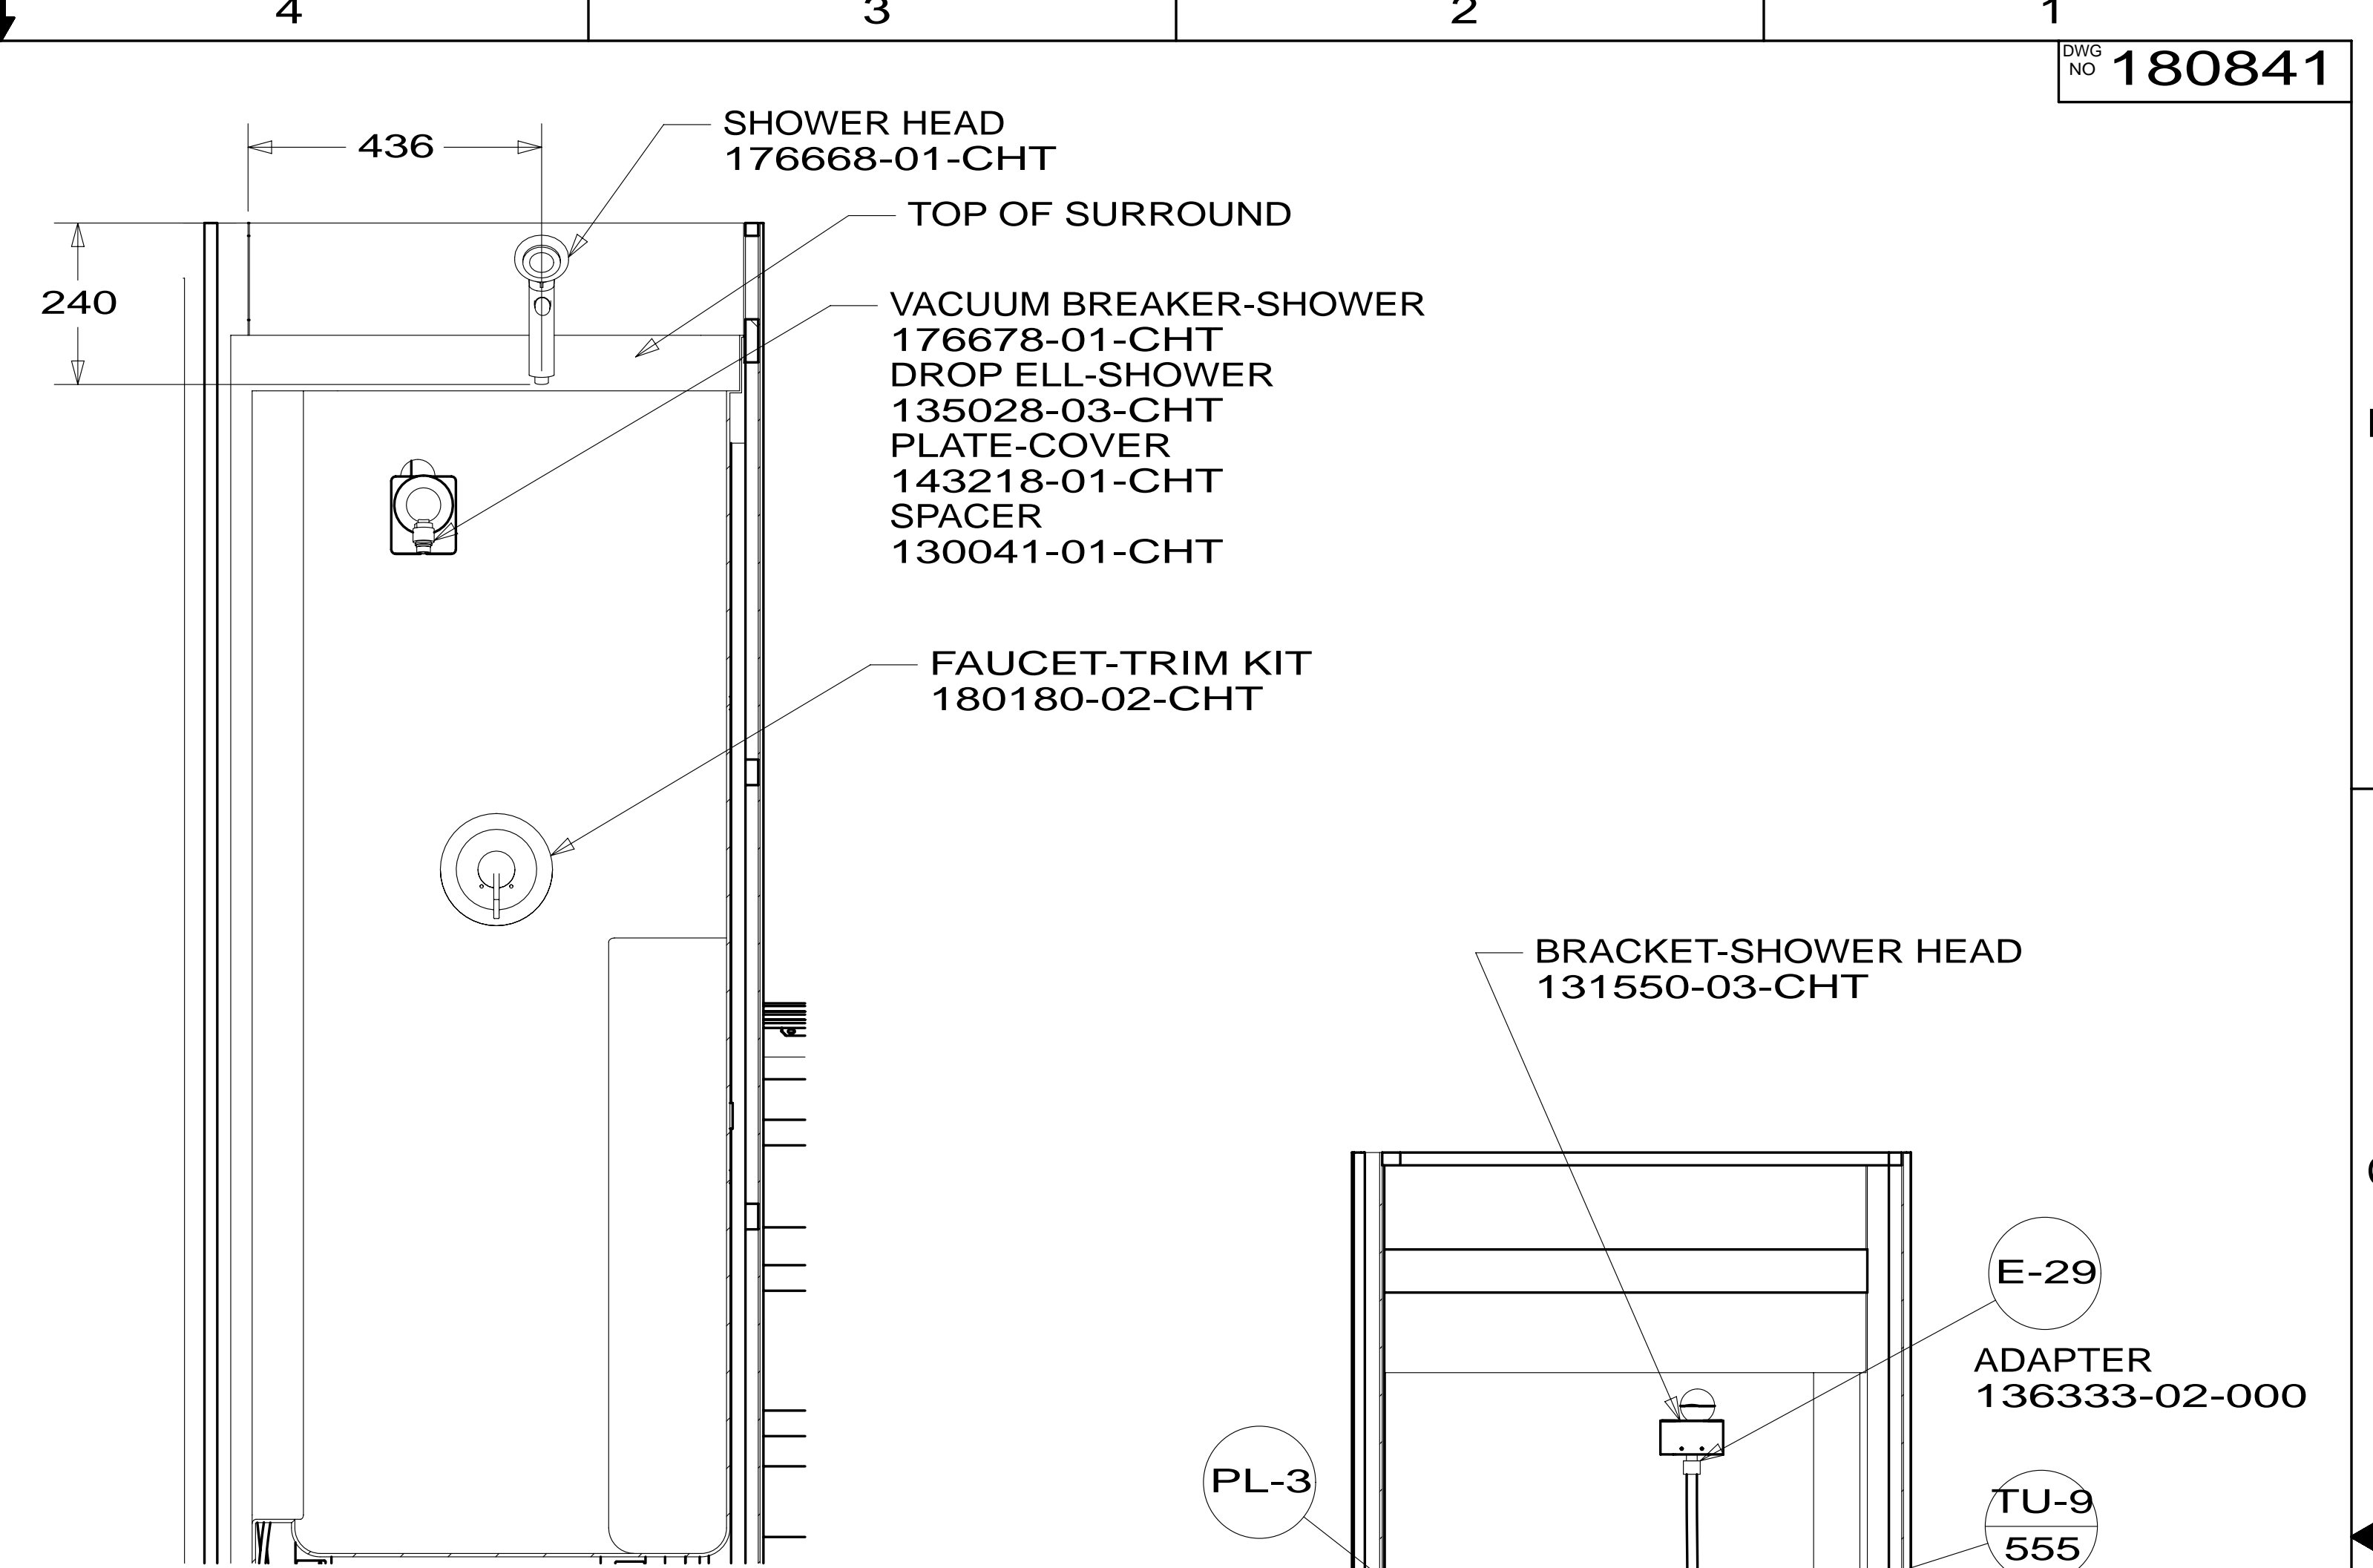 4
3
2
1
DWG
NO
180841
436
SHOWER HEAD
176668-01-CHT
TOP OF SURROUND
240
VACUUM BREAKER-SHOWER
176678-01-CHT
DROP ELL-SHOWER
135028-03-CHT
PLATE-COVER
143218-01-CHT
SPACER
130041-01-CHT
FAUCET-TRIM KIT
180180-02-CHT
BRACKET-SHOWER HEAD
131550-03-CHT
E-29
ADAPTER
136333-02-000
PL-3
TU-9
555